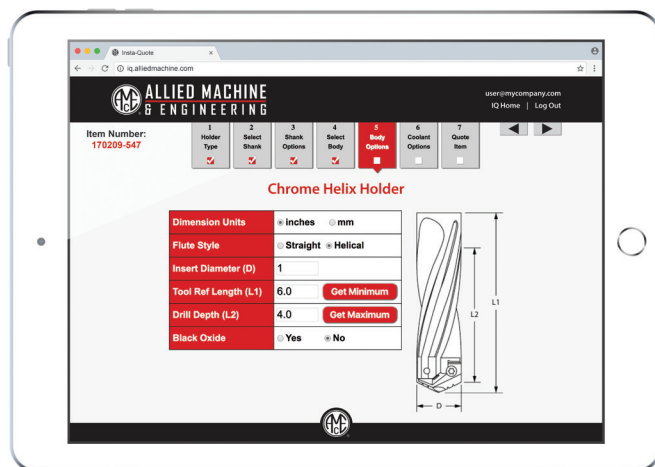 Insta-Quote
iq.alliedmachine.com
AMEC
ALLIED MACHINE
& ENGINEERING
user@mycompany.com
IQ Home | Log Out
Item Number:
170209-547
1
Holder
Type
2
Select
Shank
3
Shank
Options
4
Select
Body
5
Body
Options
6
Coolant
Options
7
Quote
Item
Chrome Helix Holder
Dimension Units inches mm
Flute Style Straight Helical
Insert Diameter (D) 1
Tool Ref Length (L1) 6.0 Get Minimum
Drill Depth (L2) 4.0 Get Maximum
Black Oxide Yes No
L1
L2
D
AMEC